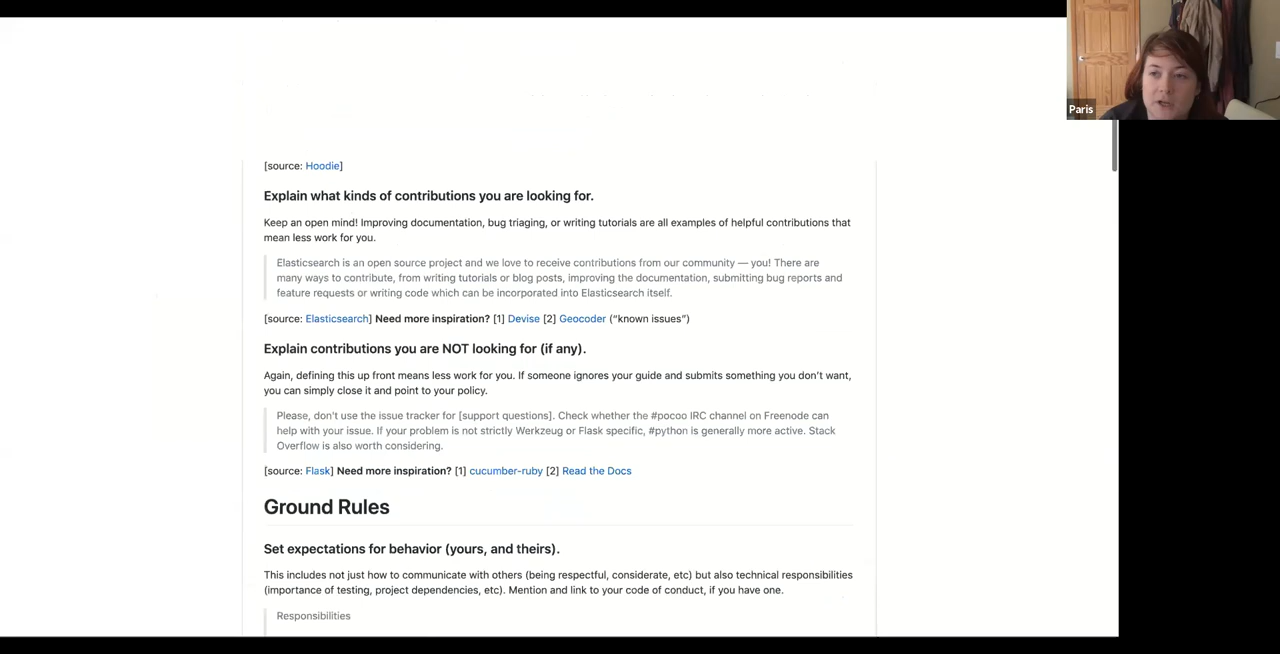 Paris
[source: Hoodie]
Explain what kinds of contributions you are looking for.
Keep an open mind! Improving documentation, bug triaging, or writing tutorials are all examples of helpful contributions that
mean less work for you.
Elasticsearch is an open source project and we love to receive contributions from our community — you! There are
many ways to contribute, from writing tutorials or blog posts, improving the documentation, submitting bug reports and
feature requests or writing code which can be incorporated into Elasticsearch itself.
[source: Elasticsearch] Need more inspiration? [1] Devise [2] Geocoder (“known issues”)
Explain contributions you are NOT looking for (if any).
Again, defining this up front means less work for you. If someone ignores your guide and submits something you don’t want,
you can simply close it and point to your policy.
Please, don't use the issue tracker for [support questions]. Check whether the #pocoo IRC channel on Freenode can
help with your issue. If your problem is not strictly Werkzeug or Flask specific, #python is generally more active. Stack
Overflow is also worth considering.
[source: Flask] Need more inspiration? [1] cucumber-ruby [2] Read the Docs
Ground Rules
Set expectations for behavior (yours, and theirs).
This includes not just how to communicate with others (being respectful, considerate, etc) but also technical responsibilities
(importance of testing, project dependencies, etc). Mention and link to your code of conduct, if you have one.
Responsibilities